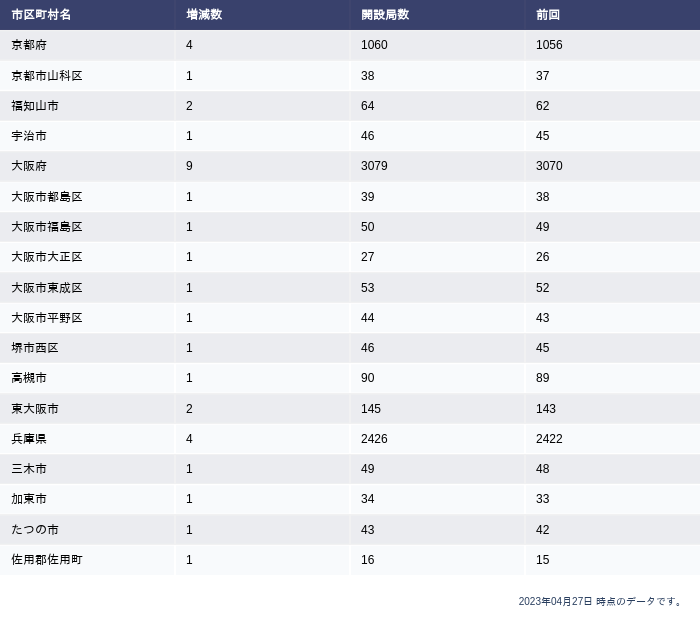 市区町村名 増減数 開設局数 前回
京都府 4 1060 1056
京都市山科区 1 38 37
福知山市 2 64 62
宇治市 1 46 45
大阪府 9 3079 3070
大阪市都島区 1 39 38
大阪市福島区 1 50 49
大阪市大正区 1 27 26
大阪市東成区 1 53 52
大阪市平野区 1 44 43
堺市西区 1 46 45
高槻市 1 90 89
東大阪市 2 145 143
兵庫県 4 2426 2422
三木市 1 49 48
加東市 1 34 33
たつの市 1 43 42
佐用郡佐用町 1 16 15
2023年04月27日 時点のデータです。